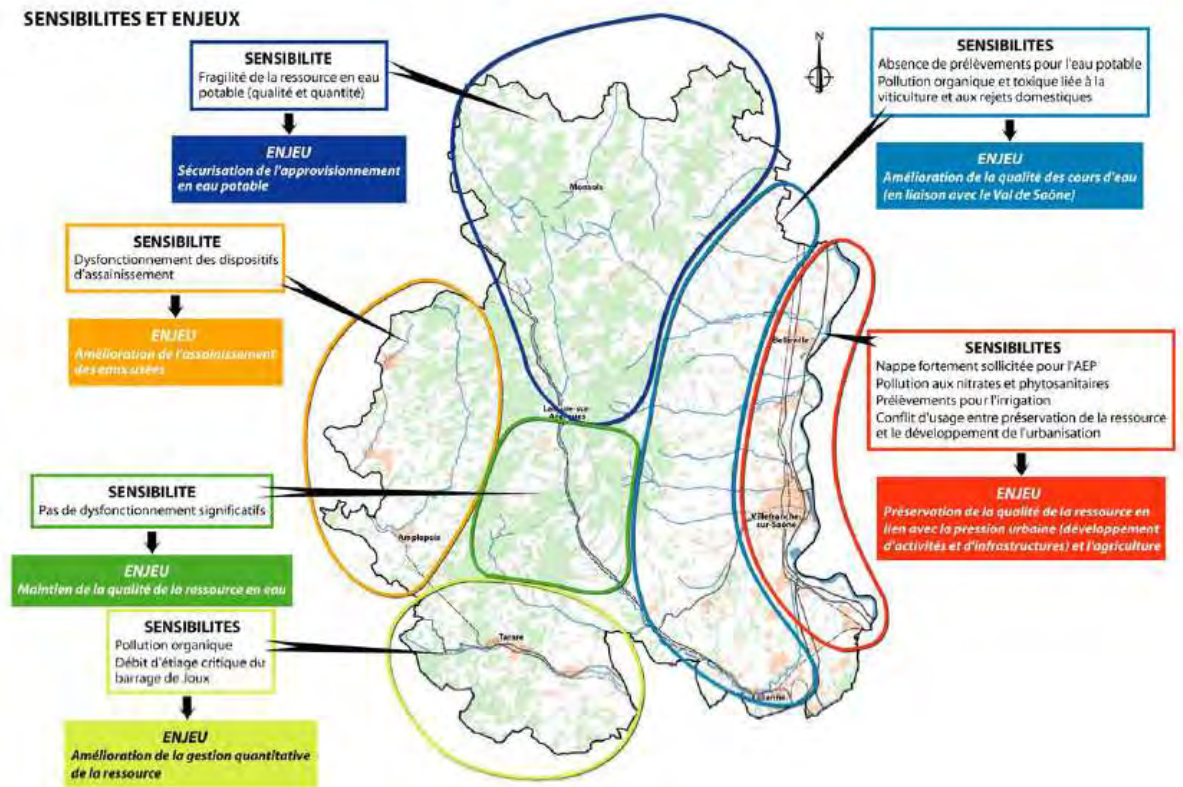 SENSIBILITES ET ENJEUX
SENSIBILITE
Fragilité de la ressource en eau
potable (qualité et quantité)
ENJEU
Sécurisation de l'approvisionnement
en eau potable
SENSIBILITE
Dysfonctionnement des dispositifs
d'assainissement
ENJEU
Amélioration de l'assainissement
des eaux usées
SENSIBILITE
Pas de dysfonctionnement significatifs
ENJEU
Maintien de la qualité de la ressource en eau
SENSIBILITES
Pollution organique
Débit d'étiage critique du
barrage de Joux
ENJEU
Amélioration de la gestion quantitative
de la ressource
N
Monsols
Belleville
Villefranche-
sur-Saône
Amplepuis
Tarare
SENSIBILITES
Absence de prélèvements pour l'eau potable
Pollution organique et toxique liée à la
viticulture et aux rejets domestiques
ENJEU
Amélioration de la qualité des cours d'eau
(en liaison avec le Val de Saône)
SENSIBILITES
Nappe fortement sollicitée pour l'AEP
Pollution aux nitrates et phytosanitaires
Prélèvements pour l'irrigation
Conflit d'usage entre préservation de la ressource
et le développement de l'urbanisation
ENJEU
Préservation de la qualité de la ressource en
lien avec la pression urbaine (développement
d'activités et d'infrastructures) et l'agriculture